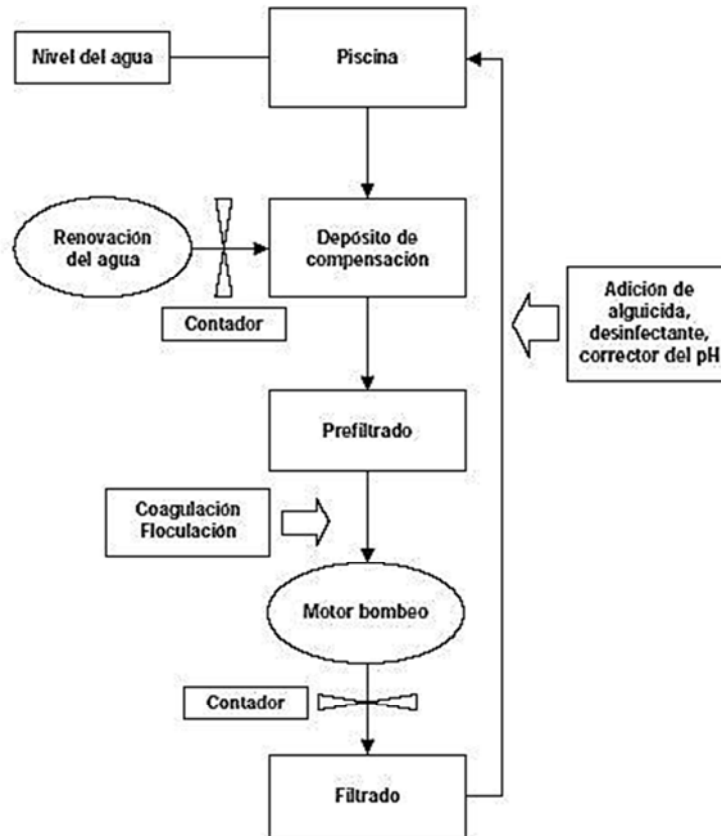 Nivel del agua
Piscina
Renovación
del agua
Contador
Depósito de
compensación
Adición de
alguicida,
desinfectante,
corrector del pH
Prefiltrado
Coagulación
Floculación
Motor bombeo
Contador
Filtrado